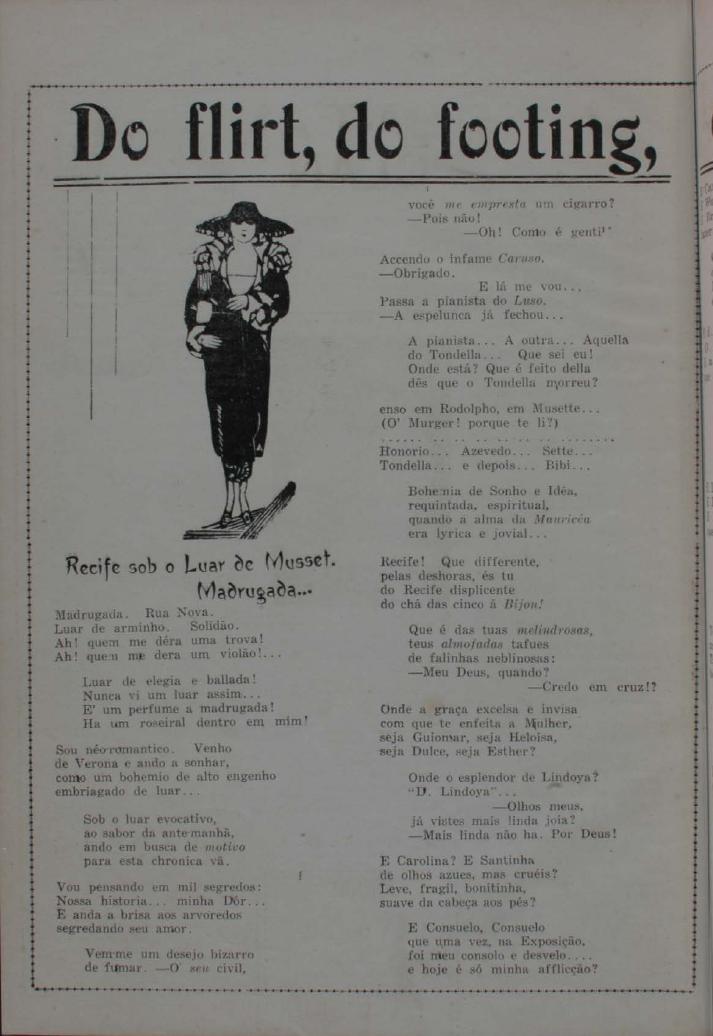 Do flirt, do footing,
Recife sob o Luar de Musset.
Madrugada...
Madrugada. Rua Nova.
Luar de arminho. Solidão.
Ah! quem me déra uma trova!
Ah! quem me dera um violão!...
Luar de elegia e ballada!
Nunca vi um luar assim...
E' um perfume a madrugada!
Ha um roseiral dentro em mim!
Sou néo-romantico. Venho
de Verona e ando a sonhar,
como um bohemio de alto engenho
embriagado de luar...
Sob o luar evocativo,
ao sabor da ante-manhã,
ando em busca de motivo
para esta chronica vã.
Vou pensando em mil segredos:
Nossa historia... minha Dôr...
E anda a brisa aos arvoredos
segredando seu amor.
Vem-me um desejo bizarro
de fumar. —O' seu civil,
você me empresta um cigarro?
—Pois não!
—Oh! Como é genti
Accendo o infame Caruso.
—Obrigado.
E lá me vou...
Passa a pianista do Luso.
—A espelunca já fechou...
A pianista... A outra... Aquella
do Tondella... Que sei eu!
Onde está? Que é feito della
dês que o Tondella morreu?
enso em Rodolpho, em Musette...
(O' Murger! porque te li?)
Honorio... Azevedo... Sette...
Tondella... e depois... Bibi...
Bohemia de Sonho e Idéa,
requintada, espiritual,
quando a alma da Mauricéa
era lyrica e jovial...
Recife! Que differente,
pelas deshoras, és tu
do Recife displicente
do chá das cinco á Bijou!
Que é das tuas melindrosas,
teus almofadas tafues
de falinhas neblinosas:
—Meu Deus, quando?
—Credo em cruz!?
Onde a graça excelsa e invisa
com que te enfeita a Mulher,
seja Guiomar, seja Heloisa,
seja Dulce, seja Esther?
Onde o esplendor de Lindoya?
"D. Lindoya"...
—Olhos meus,
já vistes mais linda joia?
—Mais linda não ha. Por Deus!
E Carolina? E Santinha
de olhos azues, mas cruéis?
Leve, fragil, bonitinha,
suave da cabeça aos pés?
E Consuelo, Consuelo
que uma vez, na Exposição,
foi meu consolo e desvelo....
e hoje é só minha afflicção?